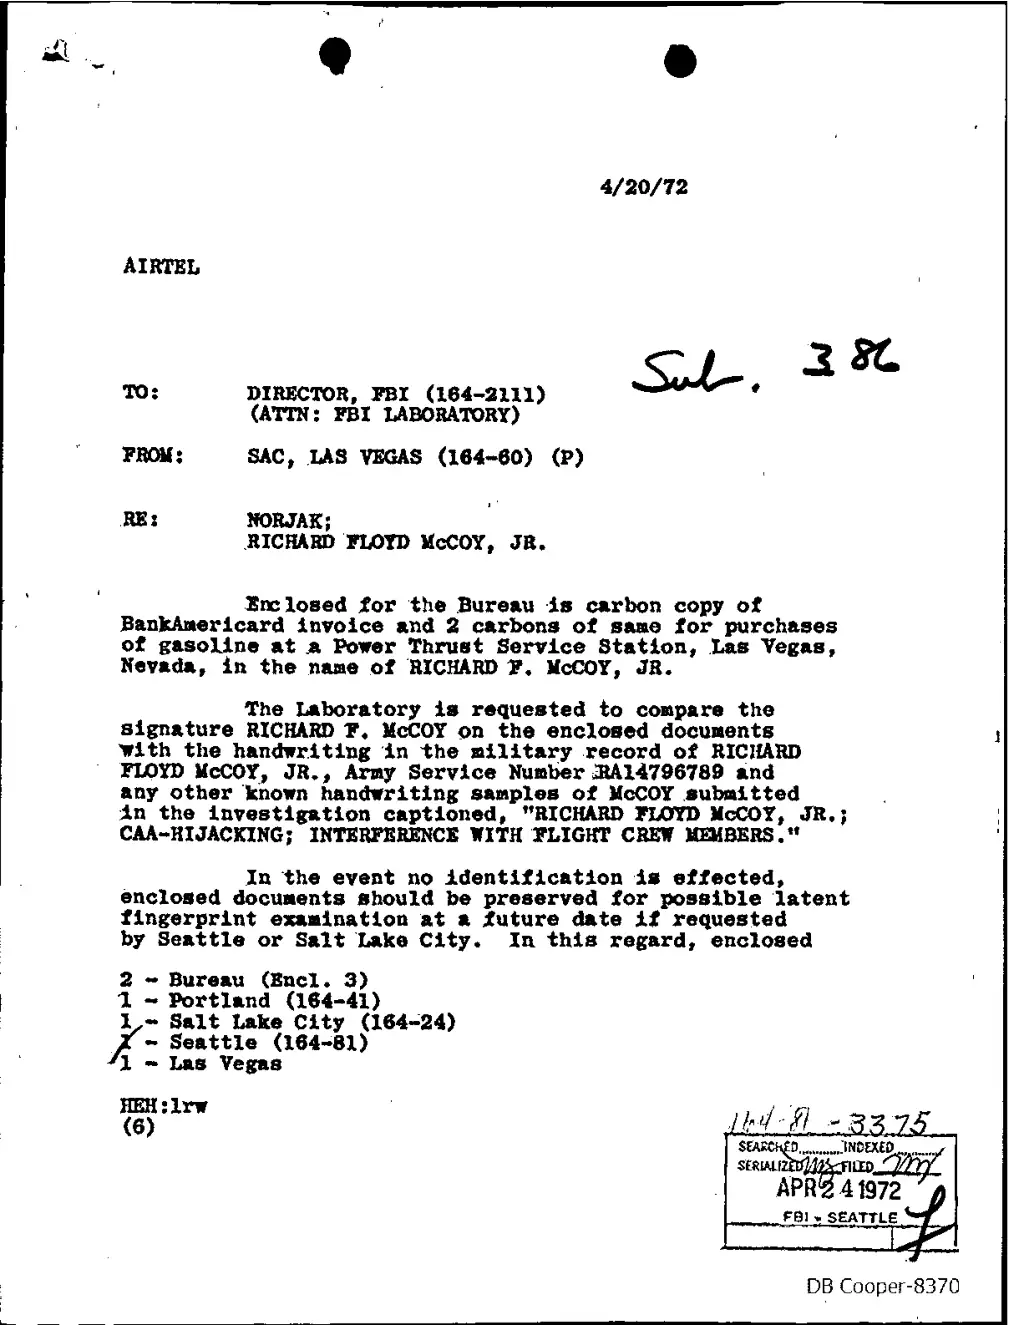 4/20/72
AIRTEL
Sub. 386
TO: DIRECTOR, FBI (164-2111)
(ATTN: FBI LABORATORY)
FROM: SAC, LAS VEGAS (164-60) (P)
RE: NORJAK;
RICHARD FLOYD McCOY, JR.
Enclosed for the Bureau is carbon copy of
BankAmericard invoice and 2 carbons of same for purchases
of gasoline at a Power Thrust Service Station, Las Vegas,
Nevada, in the name of RICHARD F. McCOY, JR.
The Laboratory is requested to compare the
signature RICHARD F. McCOY on the enclosed documents
with the handwriting in the military record of RICHARD
FLOYD McCOY, JR., Army Service Number RA14796789 and
any other known handwriting samples of McCOY submitted
in the investigation captioned, "RICHARD FLOYD McCOY, JR.;
CAA-HIJACKING; INTERFERENCE WITH FLIGHT CREW MEMBERS."
In the event no identification is effected,
enclosed documents should be preserved for possible latent
fingerprint examination at a future date if requested
by Seattle or Salt Lake City. In this regard, enclosed
2 - Bureau (Encl. 3)
1 - Portland (164-41)
1 - Salt Lake City (164-24)
1 - Seattle (164-81)
1 - Las Vegas
HEH:lrw
(6)
164-81-3375
SEARCHED INDEXED
SERIALIZED FILED
APR 24 1972
FBI - SEATTLE
DB Cooper-8370